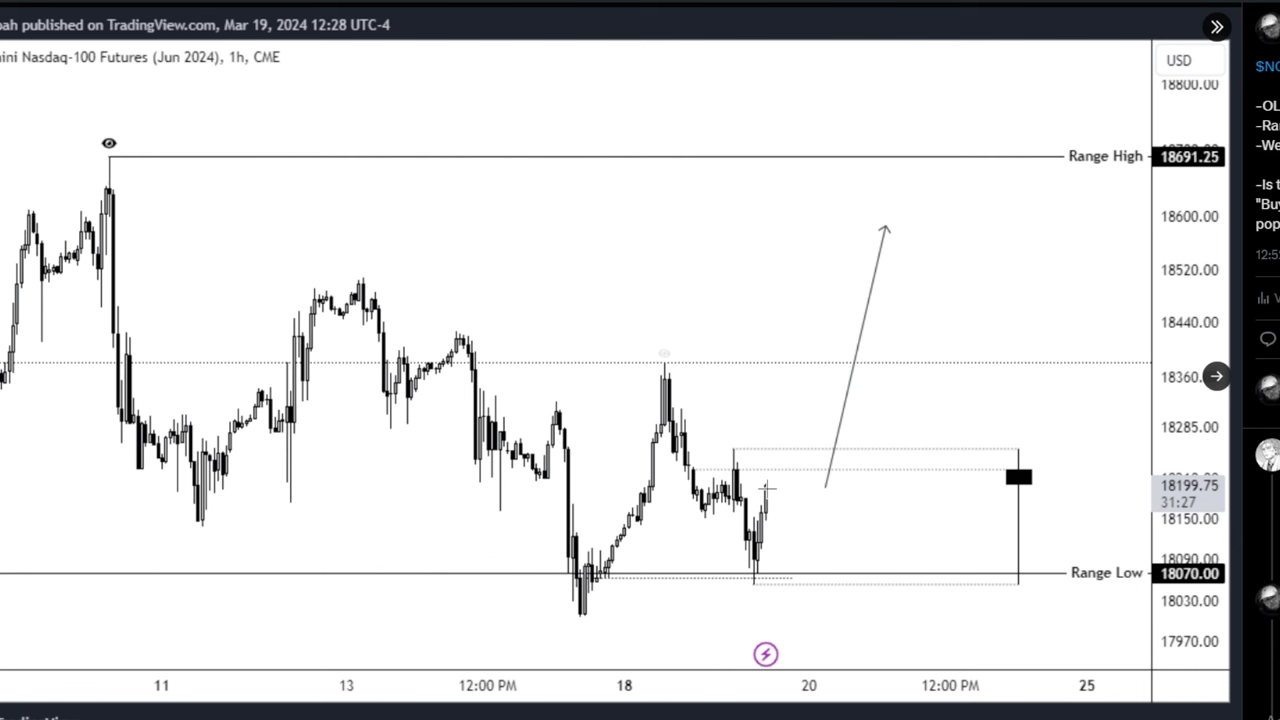 published on TradingView.com, Mar 19, 2024 12:28 UTC-4
Nasdaq-100 Futures (Jun 2024), 1h, CME
USD
18800.00
Range High
18691.25
18600.00
18520.00
18440.00
18360.00
18285.00
18199.75
31:27
18150.00
18090.00
Range Low
18070.00
18030.00
17970.00
11
13
12:00 PM
18
20
12:00 PM
25
-Is
"Buy